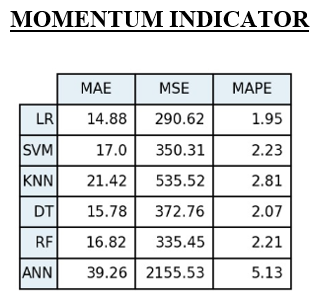 MOMENTUM INDICATOR
MAE MSE MAPE
LR 14.88 290.62 1.95
SVM 17.0 350.31 2.23
KNN 21.42 535.52 2.81
DT 15.78 372.76 2.07
RF 16.82 335.45 2.21
ANN 39.26 2155.53 5.13